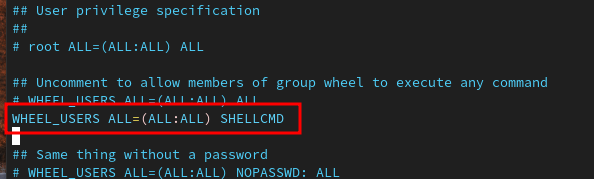 ## User privilege specification
##
# root ALL=(ALL:ALL) ALL
## Uncomment to allow members of group wheel to execute any command
# WHEEL_USERS ALL=(ALL:ALL) ALL
WHEEL_USERS ALL=(ALL:ALL) SHELLCMD
## Same thing without a password
# WHEEL_USERS ALL=(ALL:ALL) NOPASSWD: ALL